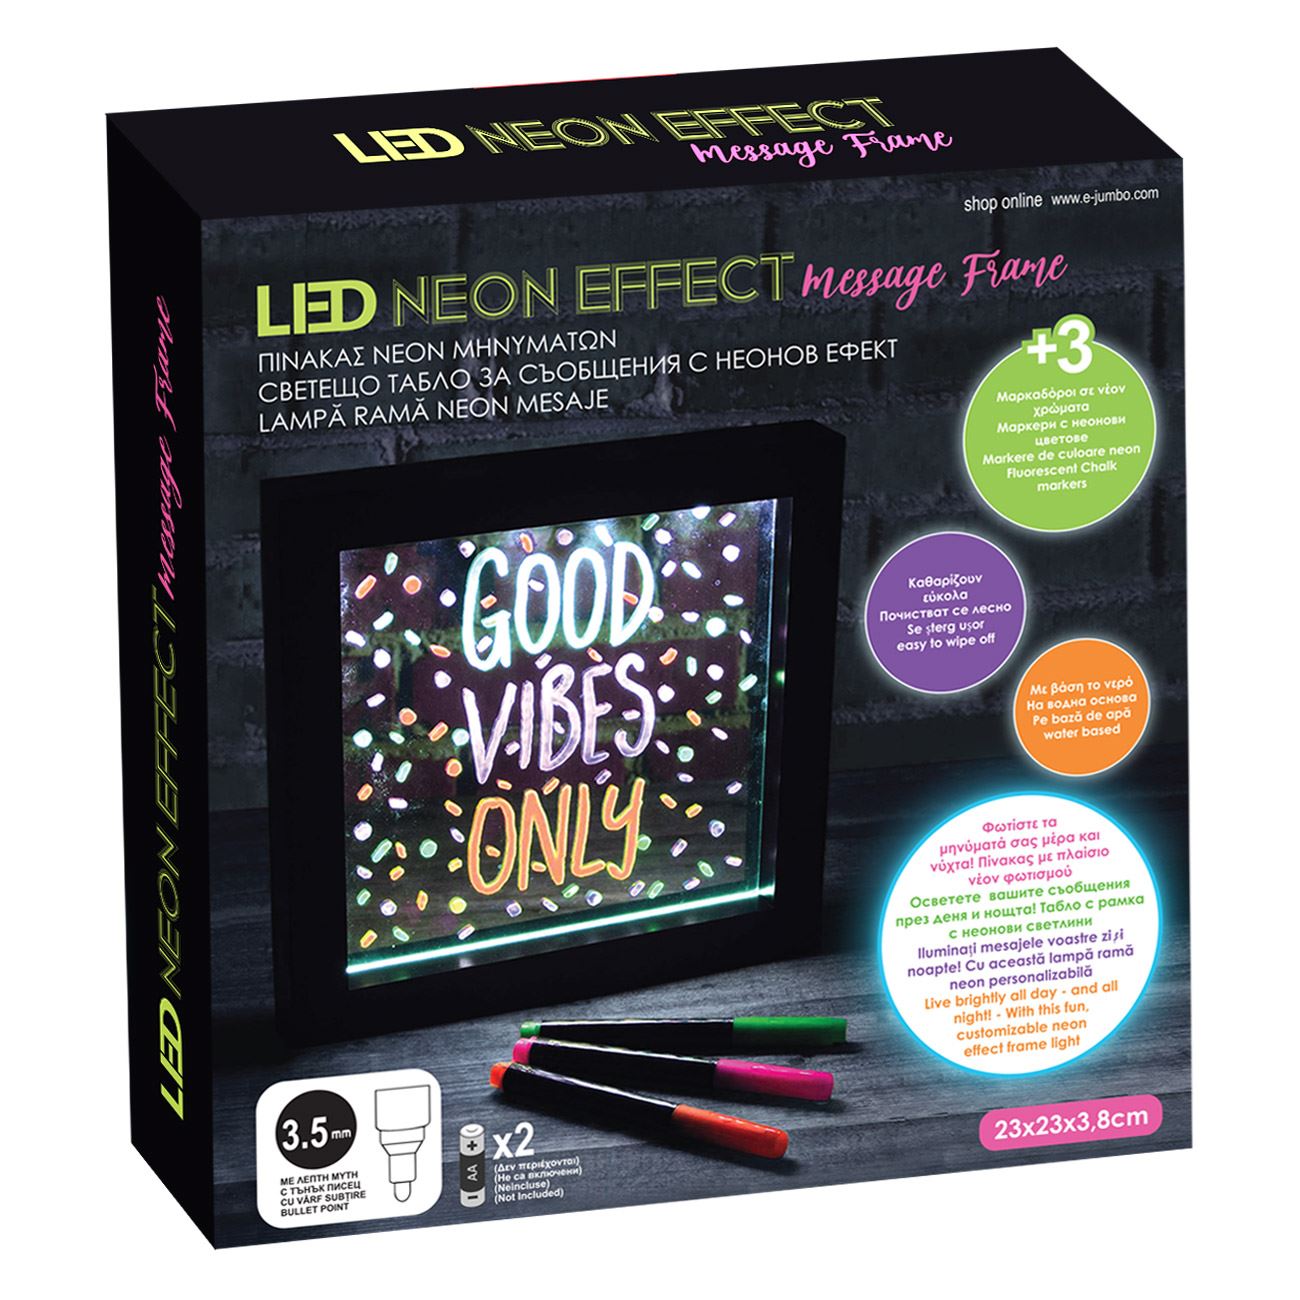 LED NEON EFFECT
Message Frame
shop online www.e-jumbo.com
LED NEON EFFECT Message Frame
ΠΙΝΑΚΑΣ NEON ΜΗΝΥΜΑΤΩΝ
СВЕТЕЩО ТАБЛО ЗА СЪОБЩЕНИЯ С НЕОНОВ ЕФЕКТ
LAMPĂ RAMĂ NEON MESAJE
LED NEON EFFECT Message Frame
+3
Μαρκαδόροι σε νέον
χρώματα
Маркери с неонови
цветове
Markere de culoare neon
Fluorescent Chalk
markers
Καθαρίζουν
εύκολα
Почистват се лесно
Se șterg ușor
easy to wipe off
Με βάση το νερό
На водна основа
Pe bază de apă
water based
GOOD
VIBES
ONLY
Φωτίστε τα
μηνύματά σας μέρα και
νύχτα! Πίνακας με πλαίσιο
νέον φωτισμού
Осветете вашите съобщения
през деня и нощта! Табло с рамка
с неонови светлини
Iluminați mesajele voastre zi și
noapte! Cu această lampă ramă
neon personalizabilă
Live brightly all day - and all
night! - With this fun,
customizable neon
effect frame light
23x23x3,8cm
3.5mm
ΜΕ ΛΕΠΤΗ ΜΥΤΗ
С ТЪНЪК ПИСЕЦ
CU VÂRF SUBȚIRE
BULLET POINT
+ AA -
x2
(Δεν περιέχονται)
(Не са включени)
(Neincluse)
(Not Included)